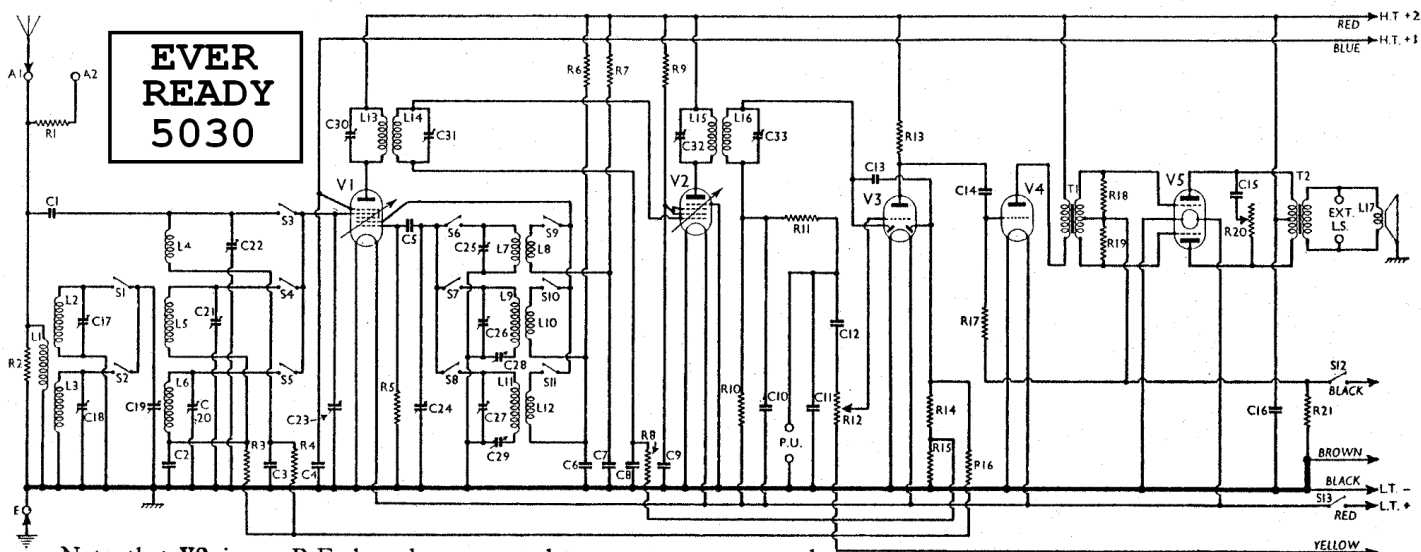 EVER
READY
5030
H.T +2
RED
H.T. +1
BLUE
A1
A2
R1
R6
R7
R9
L13
L14
C30
C31
L15
L16
C32
C33
R13
V1
V2
V3
V4
V5
C13
C14
T1
R18
R19
C15
R20
T2
EXT.
L.S.
L17
C1
S3
C5
S6
S9
L4
C22
C25
L7
L8
R11
S1
L2
C17
S4
S7
L9
S10
L5
C21
C26
L10
C12
R17
L1
R2
S2
C28
L3
C18
C19
L6
C
20
S5
S8
L11
S11
S12
BLACK
C23
R5
C24
C27
L12
R10
C10
C11
R12
R14
C16
R21
C29
P.U.
R15
R16
C2
R3
C3
R4
C4
C6
C7
C8
R8
C9
BROWN
BLACK
L.T. -
E
S13
RED
L.T. +
YELLOW